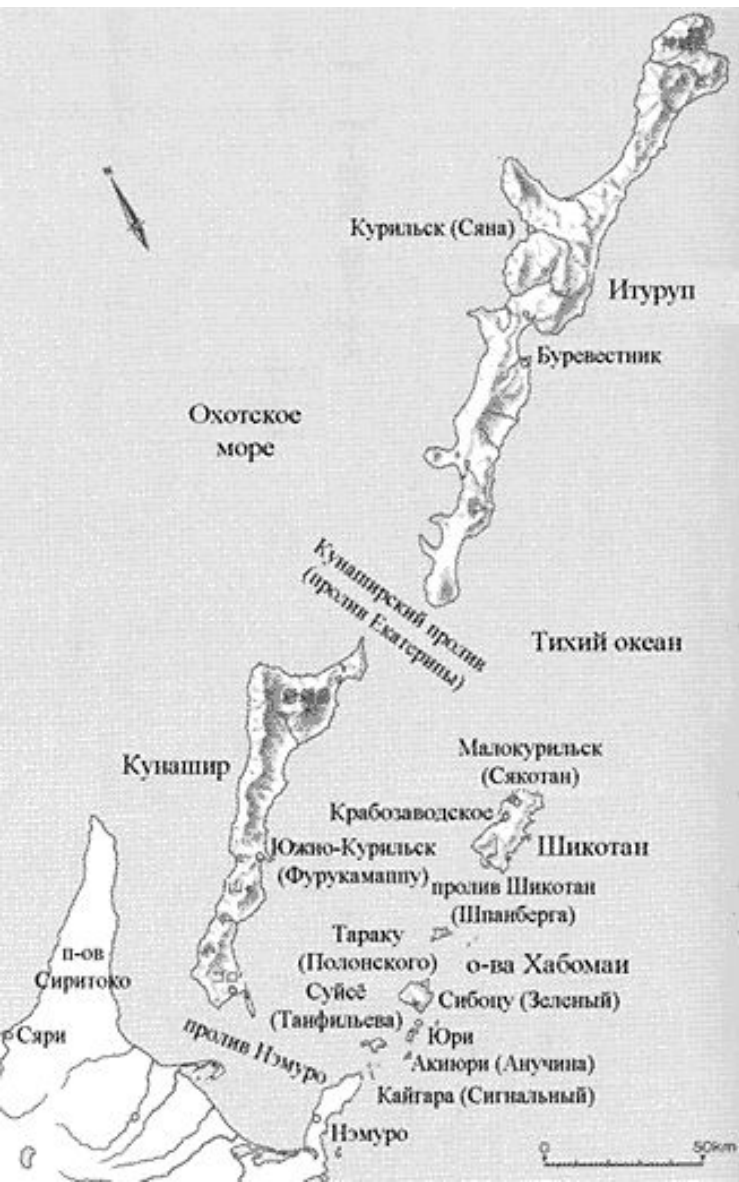 Курильск (Сяна)
Итуруп
Буревестник
Охотское
море
Кунаширский пролив
(пролив Екатерипы)
Тихий океан
Кунашир
Малокурильск
(Сякотан)
Крабозаводское
Шикотан
Южно-Курильск
(Фурукамаппу)
пролив Шикотан
(Шпанберга)
Тараку
(Полонского)
о-ва Хабомаи
п-ов
Сиритоко
Суйсё
(Танфильева)
Сибоцу (Зеленый)
Сяри
пролив Нэмуро
Юри
Акиюри (Анучина)
Кайгара (Сигнальный)
Нэмуро
0 50km